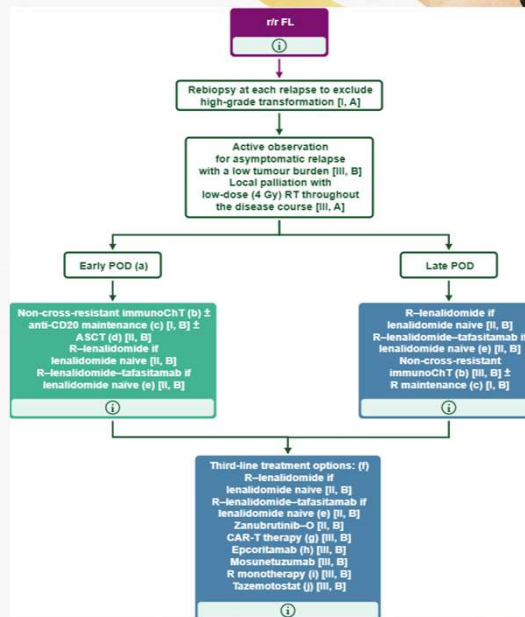 r/r FL
Rebiopsy at each relapse to exclude
high-grade transformation [I, A]
Active observation
for asymptomatic relapse
with a low tumour burden [III, B]
Local palliation with
low-dose (4 Gy) RT throughout
the disease course [III, A]
Early POD (a)
Late POD
Non-cross-resistant immunoChT (b) ±
anti-CD20 maintenance (c) [I, B] ±
ASCT (d) [II, B]
R–lenalidomide if
lenalidomide naive [II, B]
R–lenalidomide–tafasitamab if
lenalidomide naïve (e) [II, B]
R–lenalidomide if
lenalidomide naive [II, B]
R–lenalidomide–tafasitamab if
lenalidomide naive (e) [II, B]
Non-cross-resistant
immunoChT (b) [III, B] ±
R maintenance (c) [I, B]
Third-line treatment options: (f)
R–lenalidomide if
lenalidomide naive [II, B]
R–lenalidomide–tafasitamab if
lenalidomide naive (e) [II, B]
Zanubrutinib–O [II, B]
CAR-T therapy (g) [III, B]
Epcoritamab (h) [III, B]
Mosunetuzumab [III, B]
R monotherapy (i) [III, B]
Tazemotostat (j) [III, B]